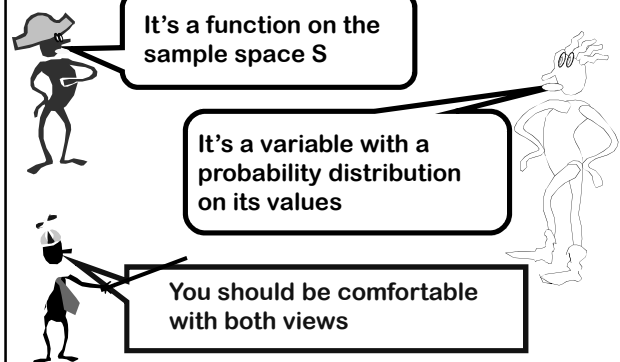 It's a function on the
sample space S
It's a variable with a
probability distribution
on its values
You should be comfortable
with both views